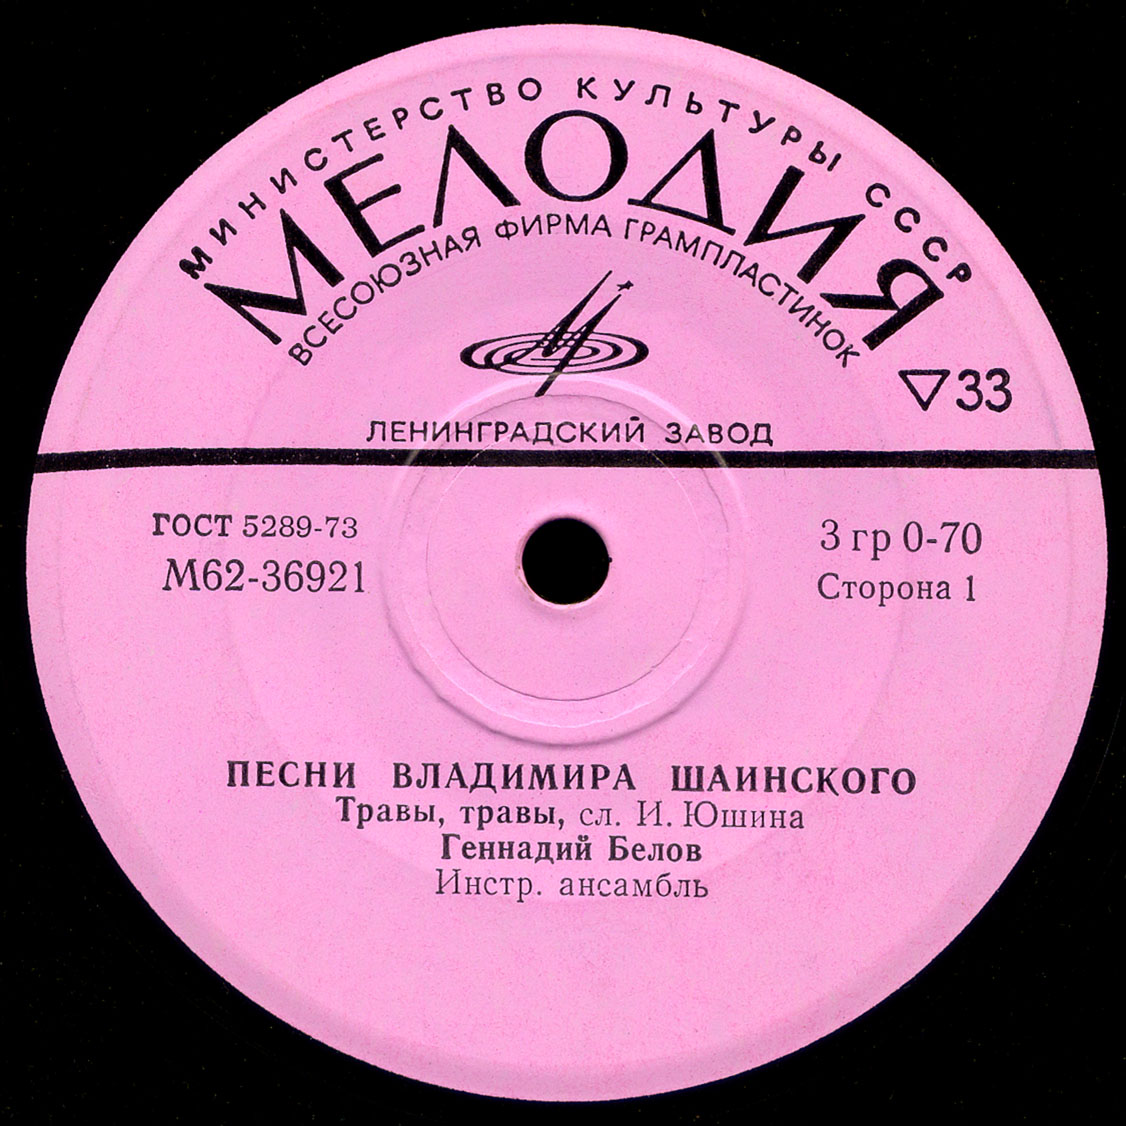 МИНИСТЕРСТВО КУЛЬТУРЫ СССР
МЕЛОДИЯ
ВСЕСОЮЗНАЯ ФИРМА ГРАМПЛАСТИНОК
33
ЛЕНИНГРАДСКИЙ ЗАВОД
ГОСТ 5289-73
М62-36921
3 гр 0-70
Сторона 1
ПЕСНИ ВЛАДИМИРА ШАИНСКОГО
Травы, травы, сл. И. Юшина
Геннадий Белов
Инстр. ансамбль